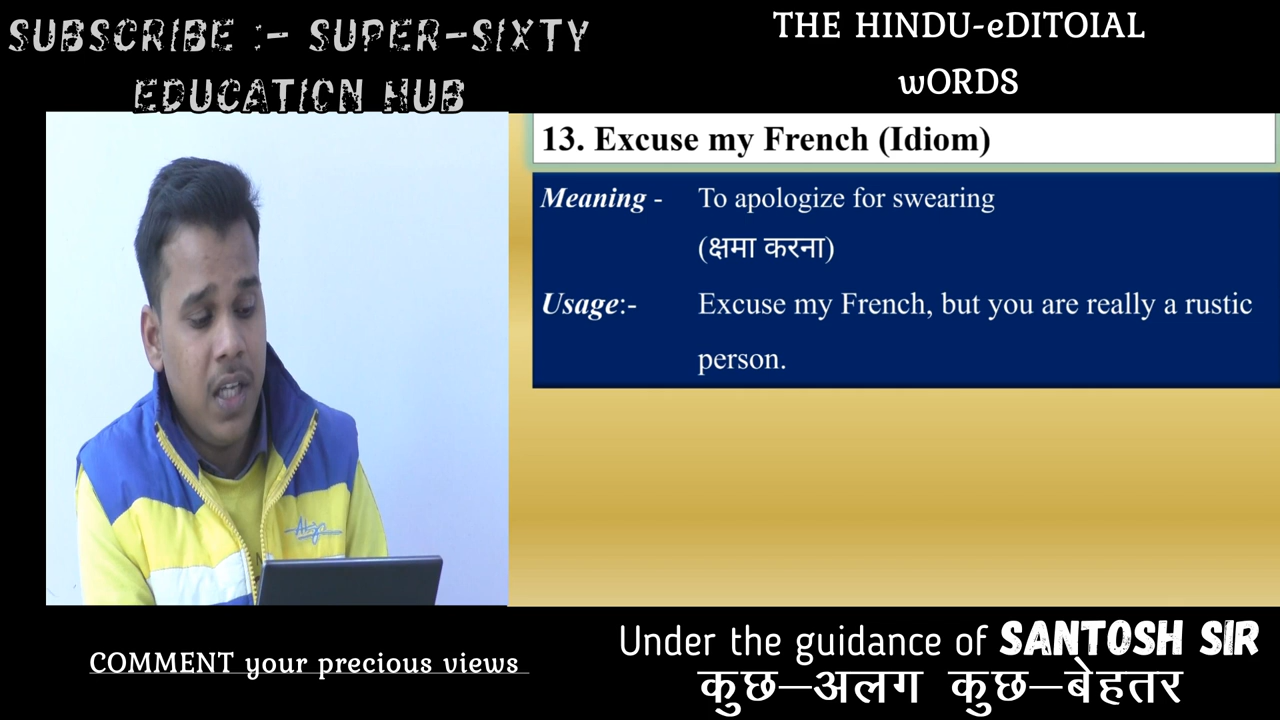 SUBSCRIBE :- SUPER-SIXTY
EDUCATION HUB
THE HINDU-eDITOIAL
wORDS
13. Excuse my French (Idiom)
Meaning - To apologize for swearing
(क्षमा करना)
Usage:- Excuse my French, but you are really a rustic
person.
COMMENT your precious views
Under the guidance of SANTOSH SIR
कुछ–अलग कुछ–बेहतर